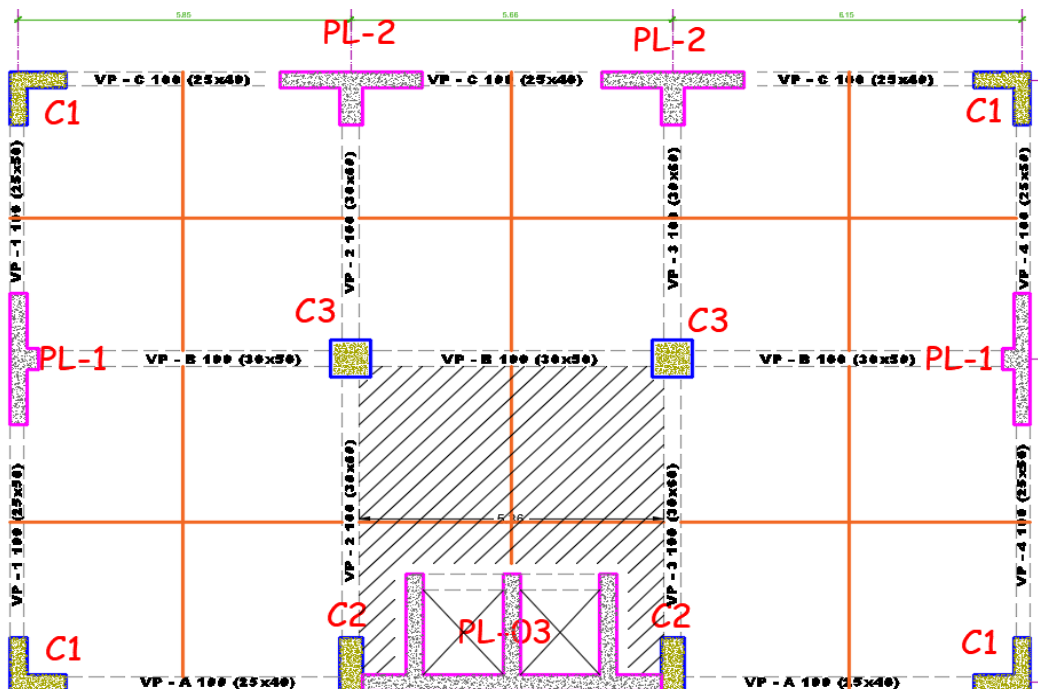 5.85 5.66 6.15
PL-2 PL-2
VP - C 100 (25x40) VP - C 100 (25x40) VP - C 100 (25x40)
C1 C1
VP - 1 100 (25x50) VP - 2 100 (30x60) VP - 3 100 (30x60) VP - 4 100 (25x50)
C3 C3
PL-1 VP - B 100 (30x50) VP - B 100 (30x50) VP - B 100 (30x50) PL-1
VP - 1 100 (25x50) VP - 2 100 (30x60) VP - 3 100 (30x60) VP - 4 100 (25x50)
5.36
C1 C2 PL-03 C2 C1
VP - A 100 (25x40) VP - A 100 (25x40)